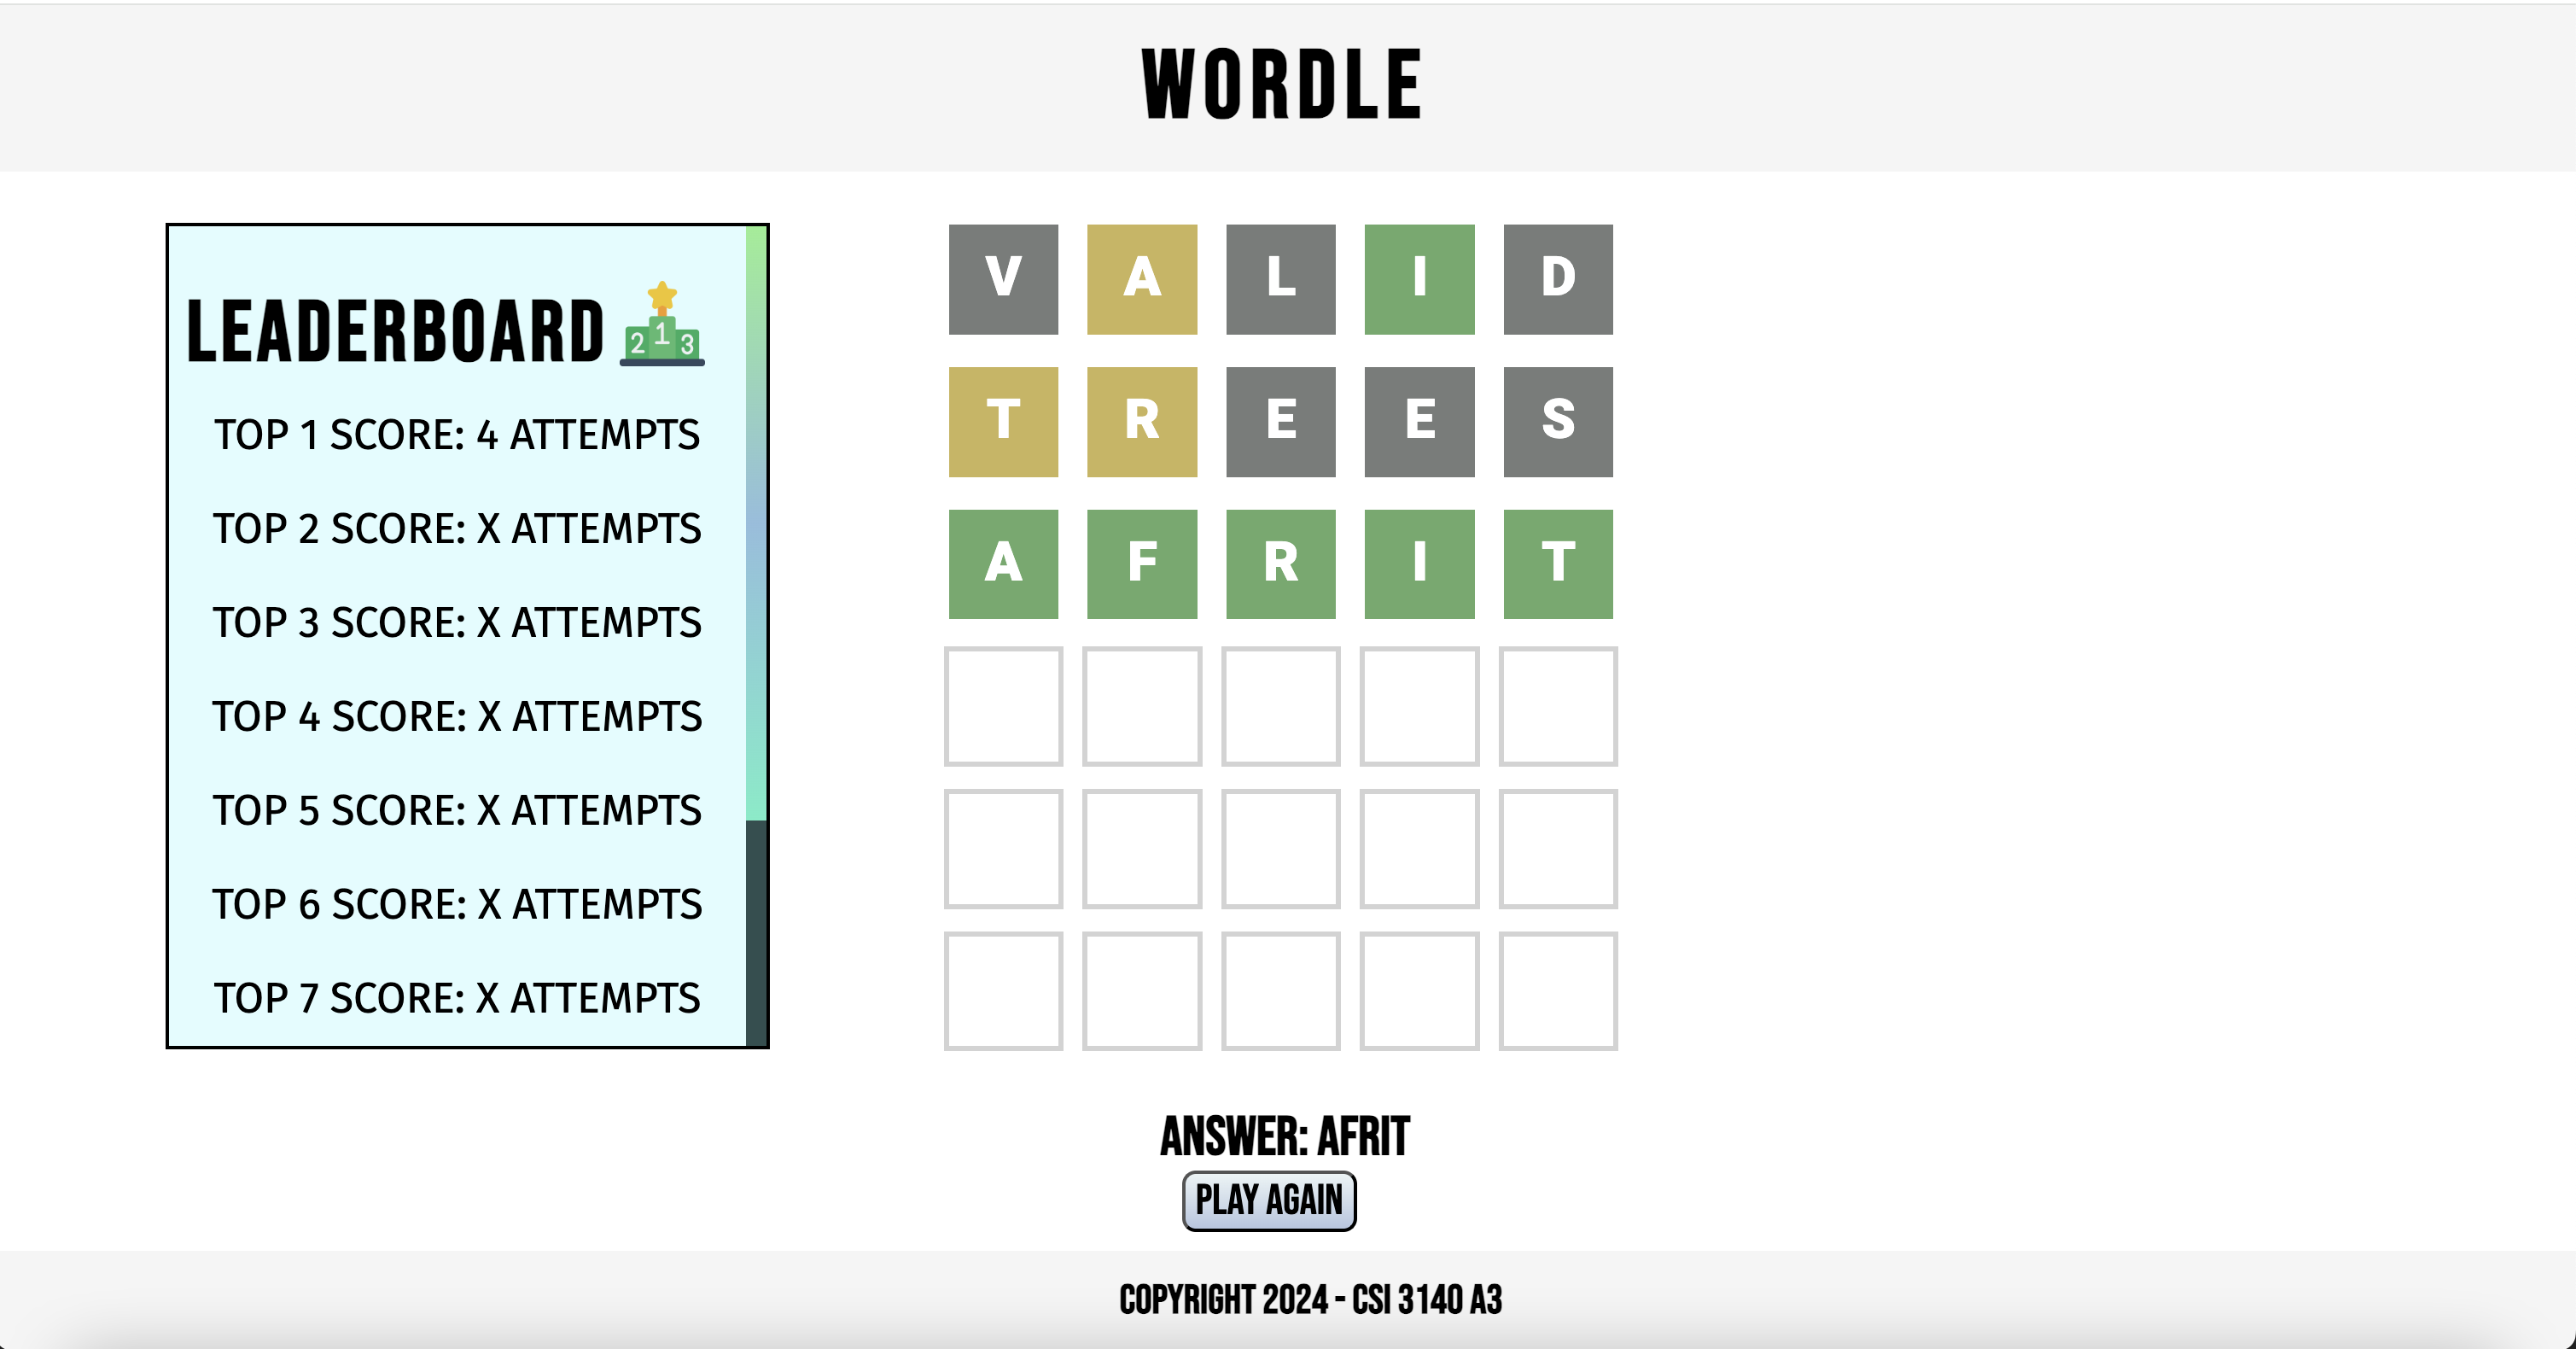 WORDLE
LEADERBOARD
2 1 3
TOP 1 SCORE: 4 ATTEMPTS
TOP 2 SCORE: X ATTEMPTS
TOP 3 SCORE: X ATTEMPTS
TOP 4 SCORE: X ATTEMPTS
TOP 5 SCORE: X ATTEMPTS
TOP 6 SCORE: X ATTEMPTS
TOP 7 SCORE: X ATTEMPTS
V A L I D
T R E E S
A F R I T
ANSWER: AFRIT
PLAY AGAIN
COPYRIGHT 2024 - CSI 3140 A3